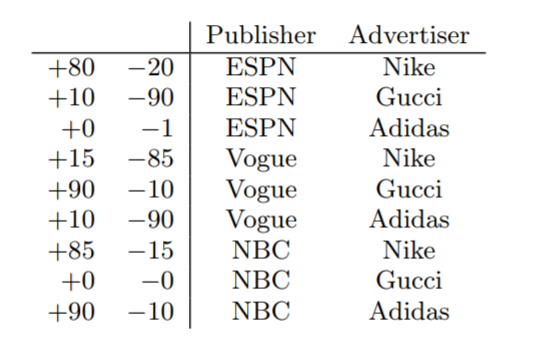 Publisher Advertiser
+80 −20 ESPN Nike
+10 −90 ESPN Gucci
+0 −1 ESPN Adidas
+15 −85 Vogue Nike
+90 −10 Vogue Gucci
+10 −90 Vogue Adidas
+85 −15 NBC Nike
+0 −0 NBC Gucci
+90 −10 NBC Adidas